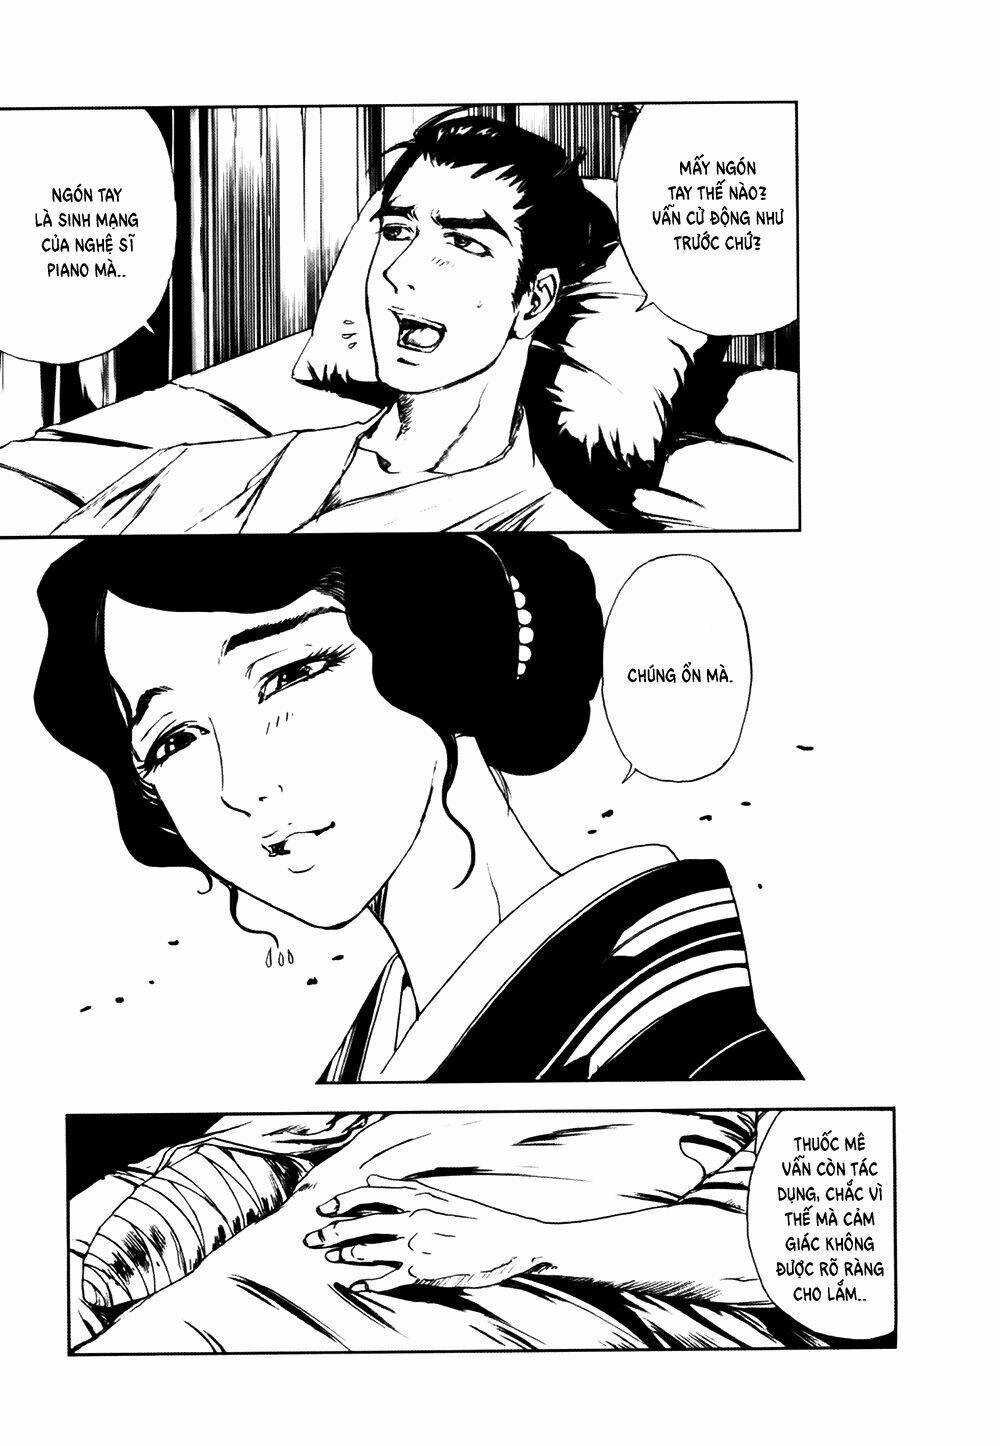 MẤY NGÓN
TAY THẾ NÀO?
VẪN CỬ ĐỘNG NHƯ
TRƯỚC CHỨ?
NGÓN TAY
LÀ SINH MẠNG
CỦA NGHỆ SĨ
PIANO MÀ..
CHÚNG ỔN MÀ.
THUỐC MÊ
VẪN CÒN TÁC
DỤNG, CHẮC VÌ
THẾ MÀ CẢM
GIÁC KHÔNG
ĐƯỢC RÕ RÀNG
CHO LẮM..